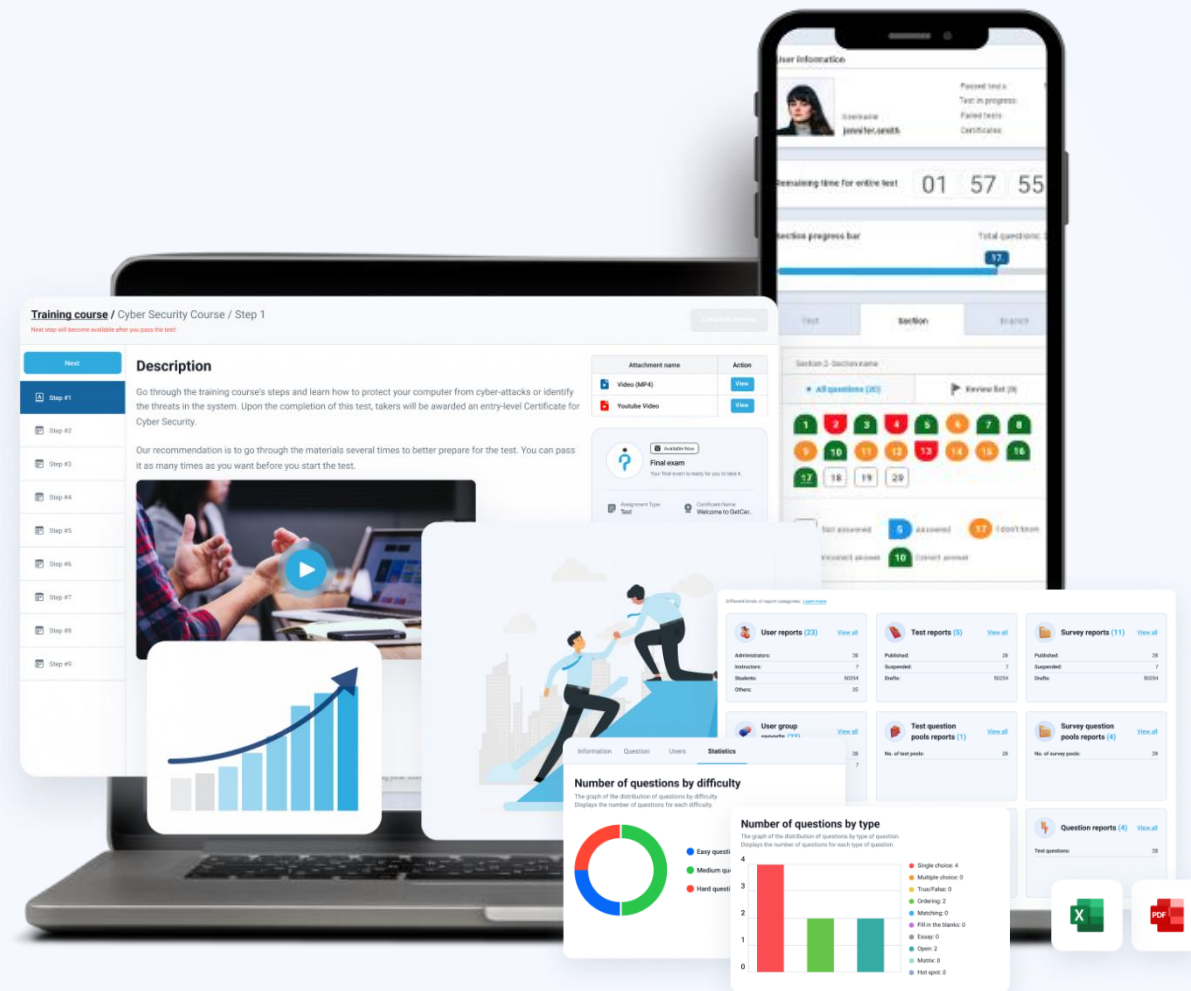 User information
Passed tests
Test in progress
Failed tests
Certificates
Username
jennifer.smith
Remaining time for entire test 01 57 55
Section progress bar
Total questions:
17
Test
Section
Branch
Section 2-Section name
All questions (20)
Review list (9)
1 2 3 4 5 6 7 8
9 10 11 12 13 14 15 16
17 18 19 20
Not answered
5 Answered
17 I don't know
Incorrect answer
10 Correct answer
Training course / Cyber Security Course / Step 1
Next step will become available after you pass the test!
Next
Step #1
Step #2
Step #3
Step #4
Step #5
Step #6
Step #7
Step #8
Step #9
Description
Go through the training course's steps and learn how to protect your computer from cyber-attacks or identify
the threats in the system. Upon the completion of this test, takers will be awarded an entry-level Certificate for
Cyber Security.
Our recommendation is to go through the materials several times to better prepare for the test. You can pass
it as many times as you want before you start the test.
Attachment name Action
Video (MP4) View
Youtube Video View
Available Now
Final exam
Your final exam is ready for you to take it.
Assignment Type
Test
Certificate Name
Welcome to GetCer..
Different kinds of report categories. Learn more
User reports (23) View all
Administrators: 28
Instructors: 7
Students: 50254
Others: 35
Test reports (5) View all
Published: 28
Suspended: 7
Drafts: 50254
Survey reports (11) View all
Published: 28
Suspended: 7
Drafts: 50254
User group
reports (23) View all
28
7
Test question
pools reports (1) View all
No. of test pools: 28
Survey question
pools reports (4) View all
No. of survey pools: 28
Question reports (4) View all
Test questions: 28
Information Question Users Statistics
Number of questions by difficulty
The graph of the distribution of questions by difficulty.
Displays the number of questions for each difficulty.
Easy questi
Medium qu
Hard questi
Number of questions by type
The graph of the distribution of questions by type of question.
Displays the number of questions for each type of question.
4
3
2
1
0
Single choice: 4
Multiple choice: 0
True/False: 0
Ordering: 2
Matching: 0
Fill in the blanks: 0
Essay: 0
Open: 2
Matrix: 0
Hot spot: 0
X
PDF